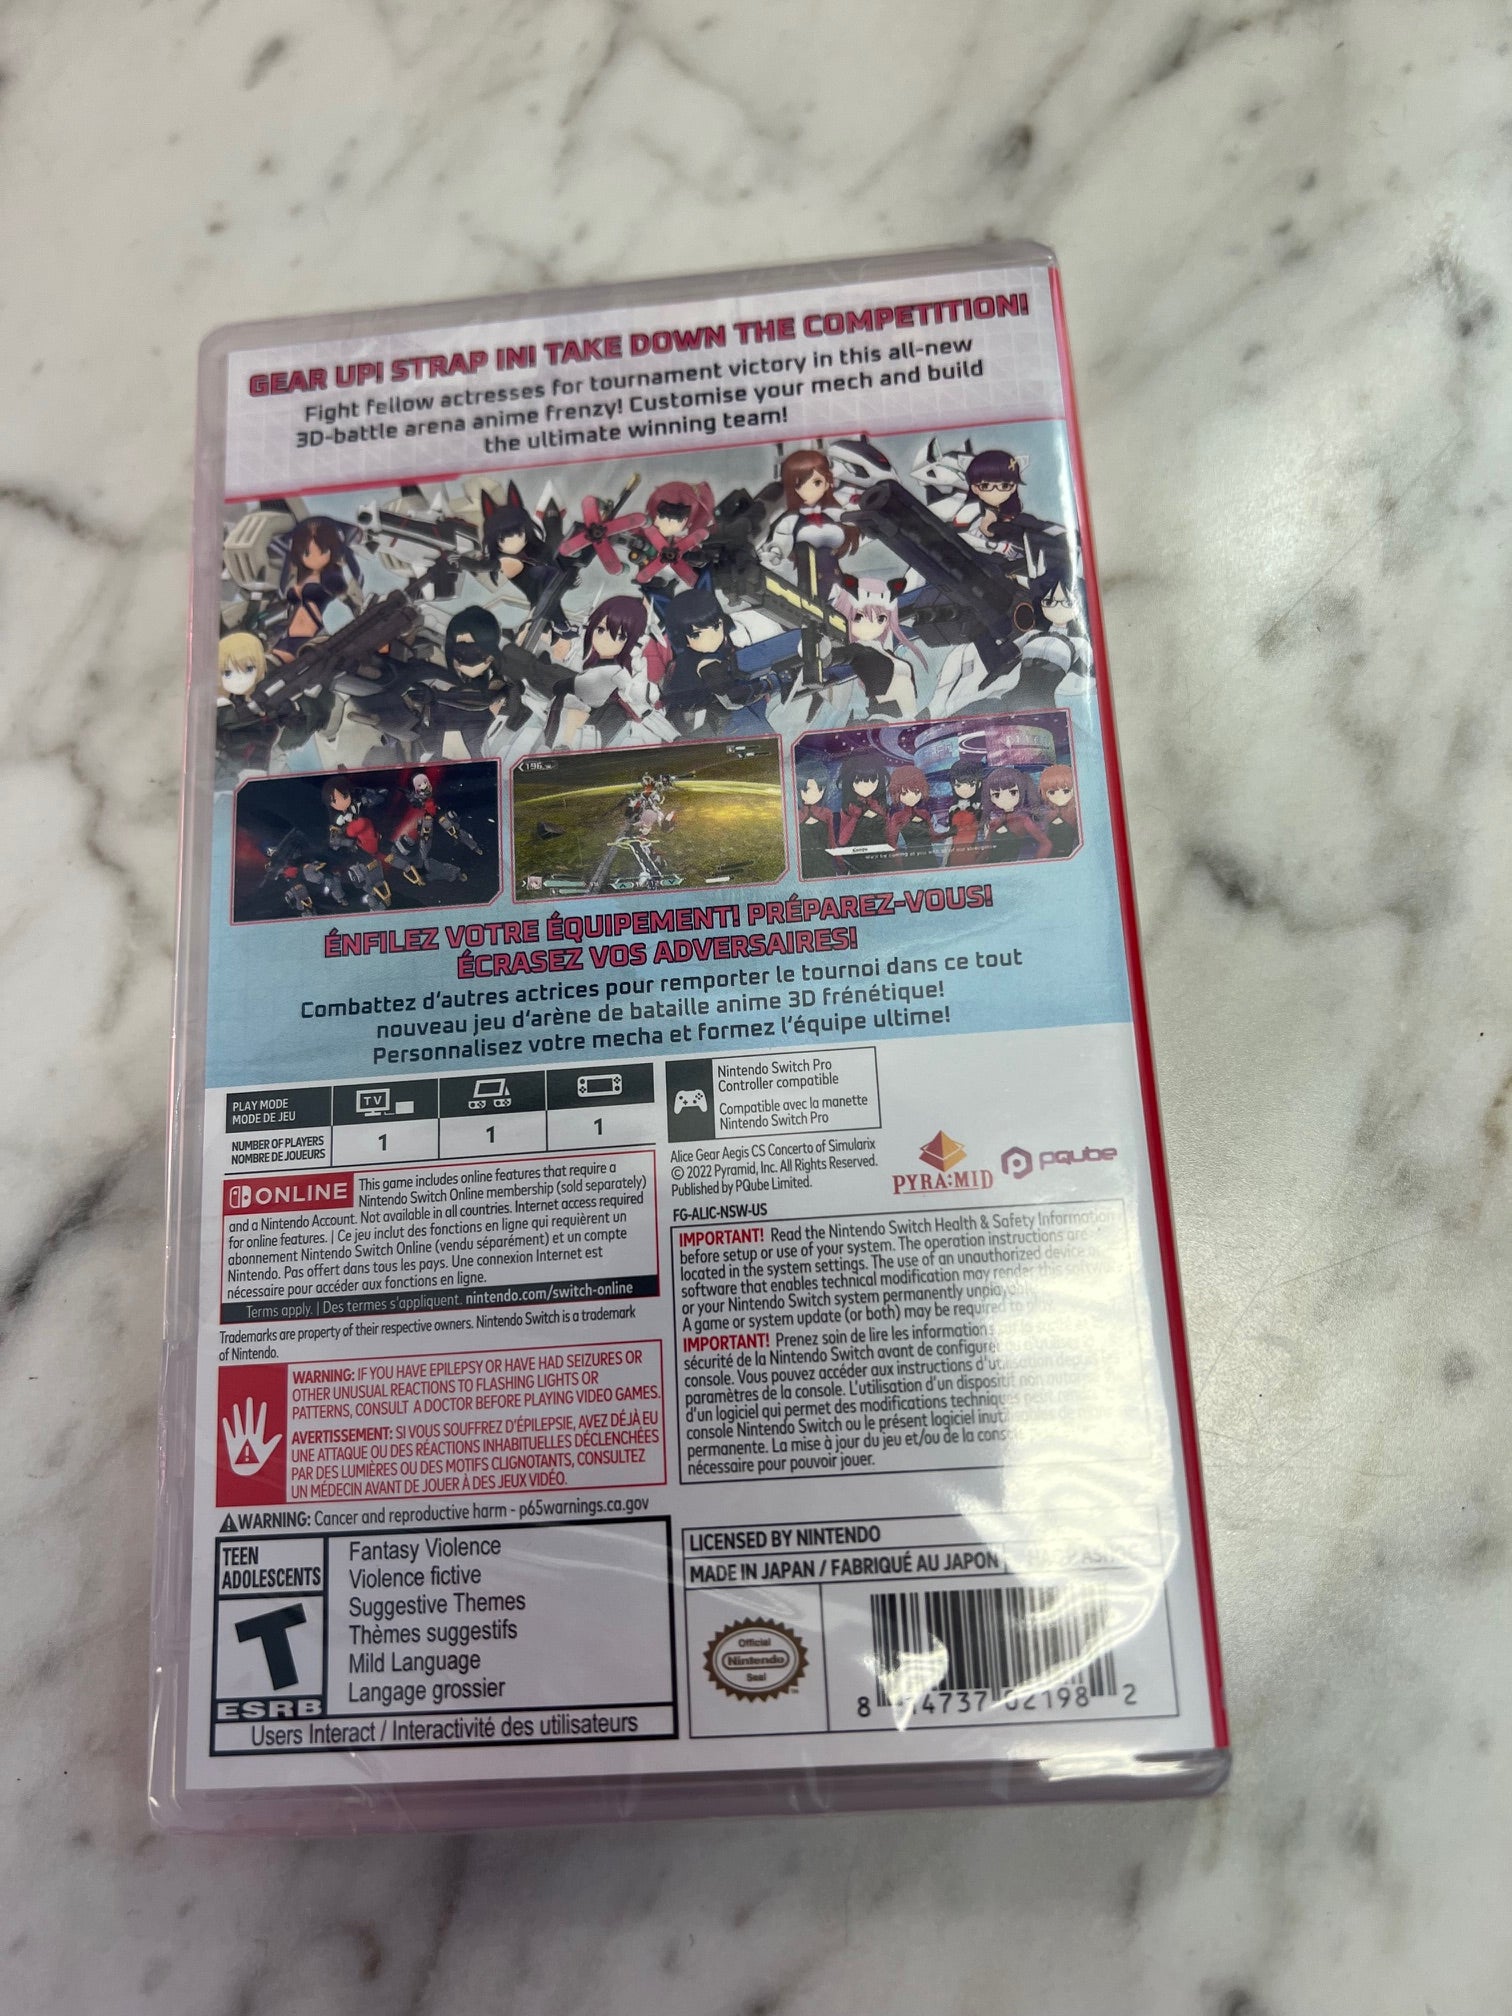 GEAR UP! STRAP IN! TAKE DOWN THE COMPETITION!
Fight fellow actresses for tournament victory in this all-new
3D-battle arena anime frenzy! Customise your mech and build
the ultimate winning team!
196
ÉNFILEZ VOTRE ÉQUIPEMENT! PRÉPAREZ-VOUS!
ÉCRASEZ VOS ADVERSAIRES!
Combattez d'autres actrices pour remporter le tournoi dans ce tout
nouveau jeu d'arène de bataille anime 3D frénétique!
Personnalisez votre mecha et formez l'équipe ultime!
PLAY MODE
MODE DE JEU
TV
NUMBER OF PLAYERS
NOMBRE DE JOUEURS
1 1 1
Nintendo Switch Pro
Controller compatible
Compatible avec la manette
Nintendo Switch Pro
ONLINE
This game includes online features that require a
Nintendo Switch Online membership (sold separately)
and a Nintendo Account. Not available in all countries. Internet access required
for online features. | Ce jeu inclut des fonctions en ligne qui requièrent un
abonnement Nintendo Switch Online (vendu séparément) et un compte
Nintendo. Pas offert dans tous les pays. Une connexion Internet est
nécessaire pour accéder aux fonctions en ligne.
Terms apply. | Des termes s'appliquent. nintendo.com/switch-online
Trademarks are property of their respective owners. Nintendo Switch is a trademark
of Nintendo.
WARNING: IF YOU HAVE EPILEPSY OR HAVE HAD SEIZURES OR
OTHER UNUSUAL REACTIONS TO FLASHING LIGHTS OR
PATTERNS, CONSULT A DOCTOR BEFORE PLAYING VIDEO GAMES.
AVERTISSEMENT: SI VOUS SOUFFREZ D'ÉPILEPSIE, AVEZ DÉJÀ EU
UNE ATTAQUE OU DES RÉACTIONS INHABITUELLES DÉCLENCHÉES
PAR DES LUMIÈRES OU DES MOTIFS CLIGNOTANTS, CONSULTEZ
UN MÉDECIN AVANT DE JOUER À DES JEUX VIDÉO.
WARNING: Cancer and reproductive harm - p65warnings.ca.gov
TEEN
ADOLESCENTS
T
ESRB
Fantasy Violence
Violence fictive
Suggestive Themes
Thèmes suggestifs
Mild Language
Langage grossier
Users Interact / Interactivité des utilisateurs
Alice Gear Aegis CS Concerto of Simularix
© 2022 Pyramid, Inc. All Rights Reserved.
Published by PQube Limited.
PYRA:MID
PQube
FG-ALIC-NSW-US
IMPORTANT! Read the Nintendo Switch Health & Safety Information
before setup or use of your system. The operation instructions are
located in the system settings. The use of an unauthorized device or
software that enables technical modification may render this software
or your Nintendo Switch system permanently unplayable.
A game or system update (or both) may be required to
IMPORTANT! Prenez soin de lire les informations
sécurité de la Nintendo Switch avant de configurer
console. Vous pouvez accéder aux instructions d'utilisation
paramètres de la console. L'utilisation d'un dispositif non
d'un logiciel qui permet des modifications techniques
console Nintendo Switch ou le présent logiciel
permanente. La mise à jour du jeu et/ou de la
nécessaire pour pouvoir jouer.
LICENSED BY NINTENDO
MADE IN JAPAN / FABRIQUÉ AU JAPON
Official
Nintendo
Seal
8 14737 02198 2